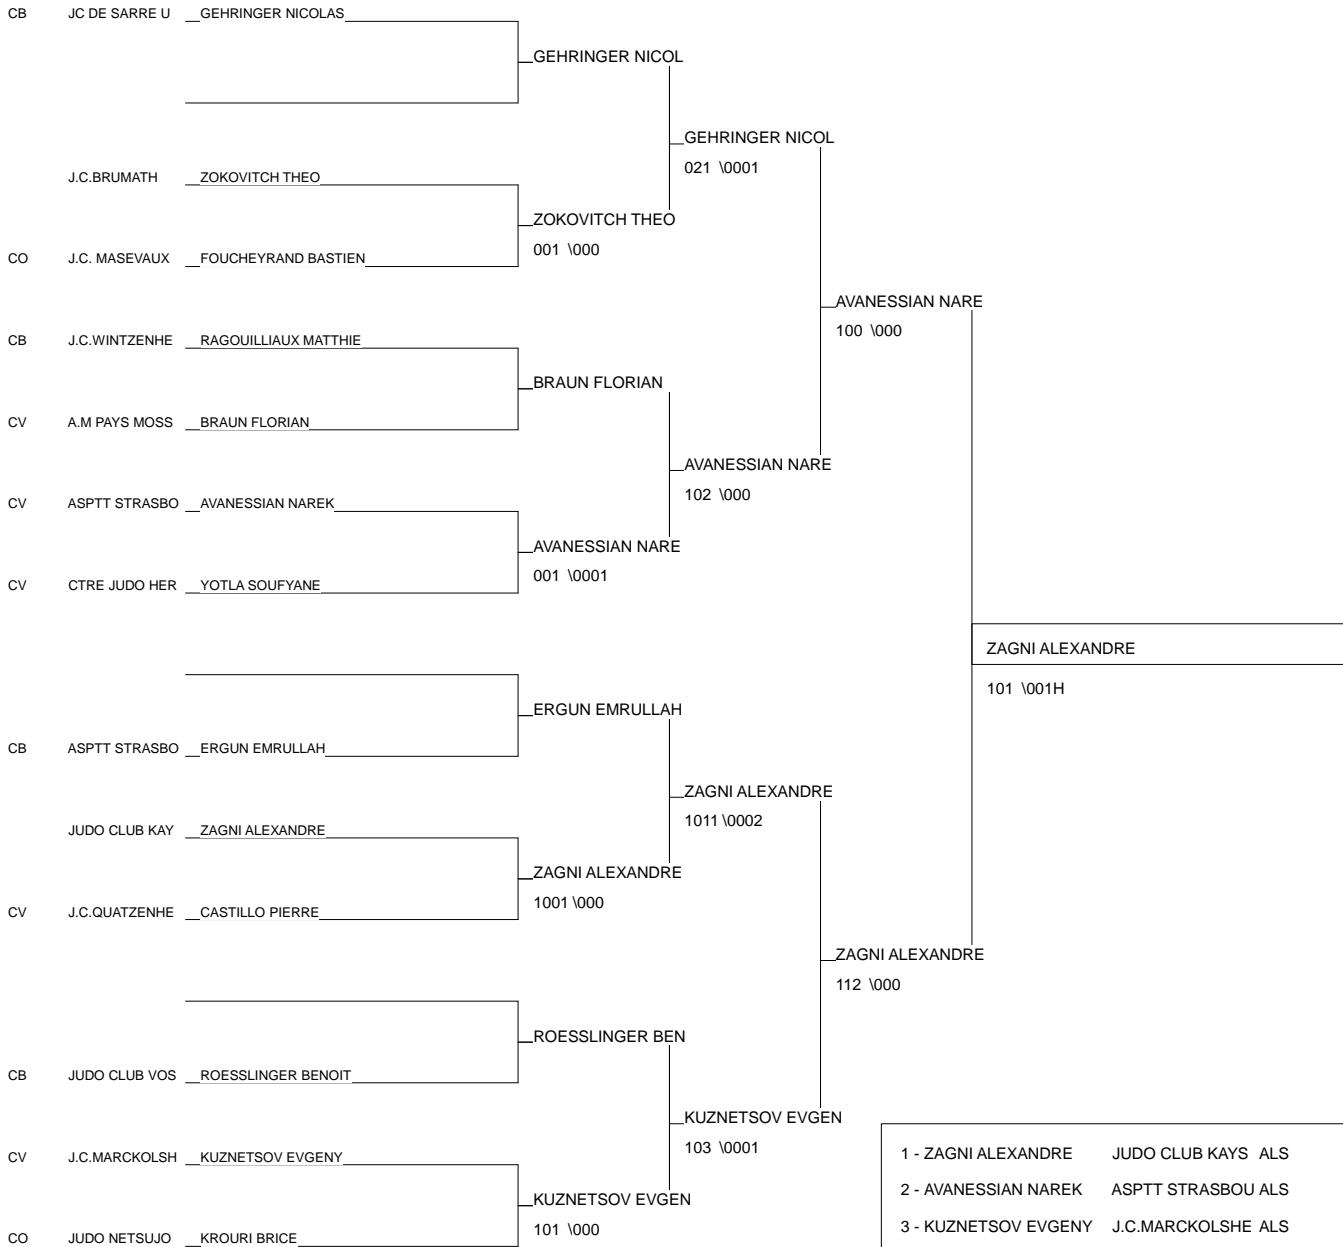 CB JC DE SARRE U GEHRINGER NICOLAS
GEHRINGER NICOL
GEHRINGER NICOL
021 \0001
J.C.BRUMATH ZOKOVITCH THEO
ZOKOVITCH THEO
001 \000
CO J.C. MASEVAUX FOUCHEYRAND BASTIEN
AVANESSIAN NARE
100 \000
CB J.C.WINTZENHE RAGOUILLIAUX MATTHIE
BRAUN FLORIAN
CV A.M PAYS MOSS BRAUN FLORIAN
AVANESSIAN NARE
102 \000
CV ASPTT STRASBO AVANESSIAN NAREK
AVANESSIAN NARE
001 \0001
CV CTRE JUDO HER YOTLA SOUFYANE
ZAGNI ALEXANDRE
101 \001H
ERGUN EMRULLAH
CB ASPTT STRASBO ERGUN EMRULLAH
ZAGNI ALEXANDRE
1011 \0002
JUDO CLUB KAY ZAGNI ALEXANDRE
ZAGNI ALEXANDRE
1001 \000
CV J.C.QUATZENHE CASTILLO PIERRE
ZAGNI ALEXANDRE
112 \000
ROESSLINGER BEN
CB JUDO CLUB VOS ROESSLINGER BENOIT
KUZNETSOV EVGEN
103 \0001
CV J.C.MARCKOLSH KUZNETSOV EVGENY
KUZNETSOV EVGEN
101 \000
CO JUDO NETSUJO KROURI BRICE
1 - ZAGNI ALEXANDRE JUDO CLUB KAYS ALS
2 - AVANESSIAN NAREK ASPTT STRASBOU ALS
3 - KUZNETSOV EVGENY J.C.MARCKOLSHE ALS